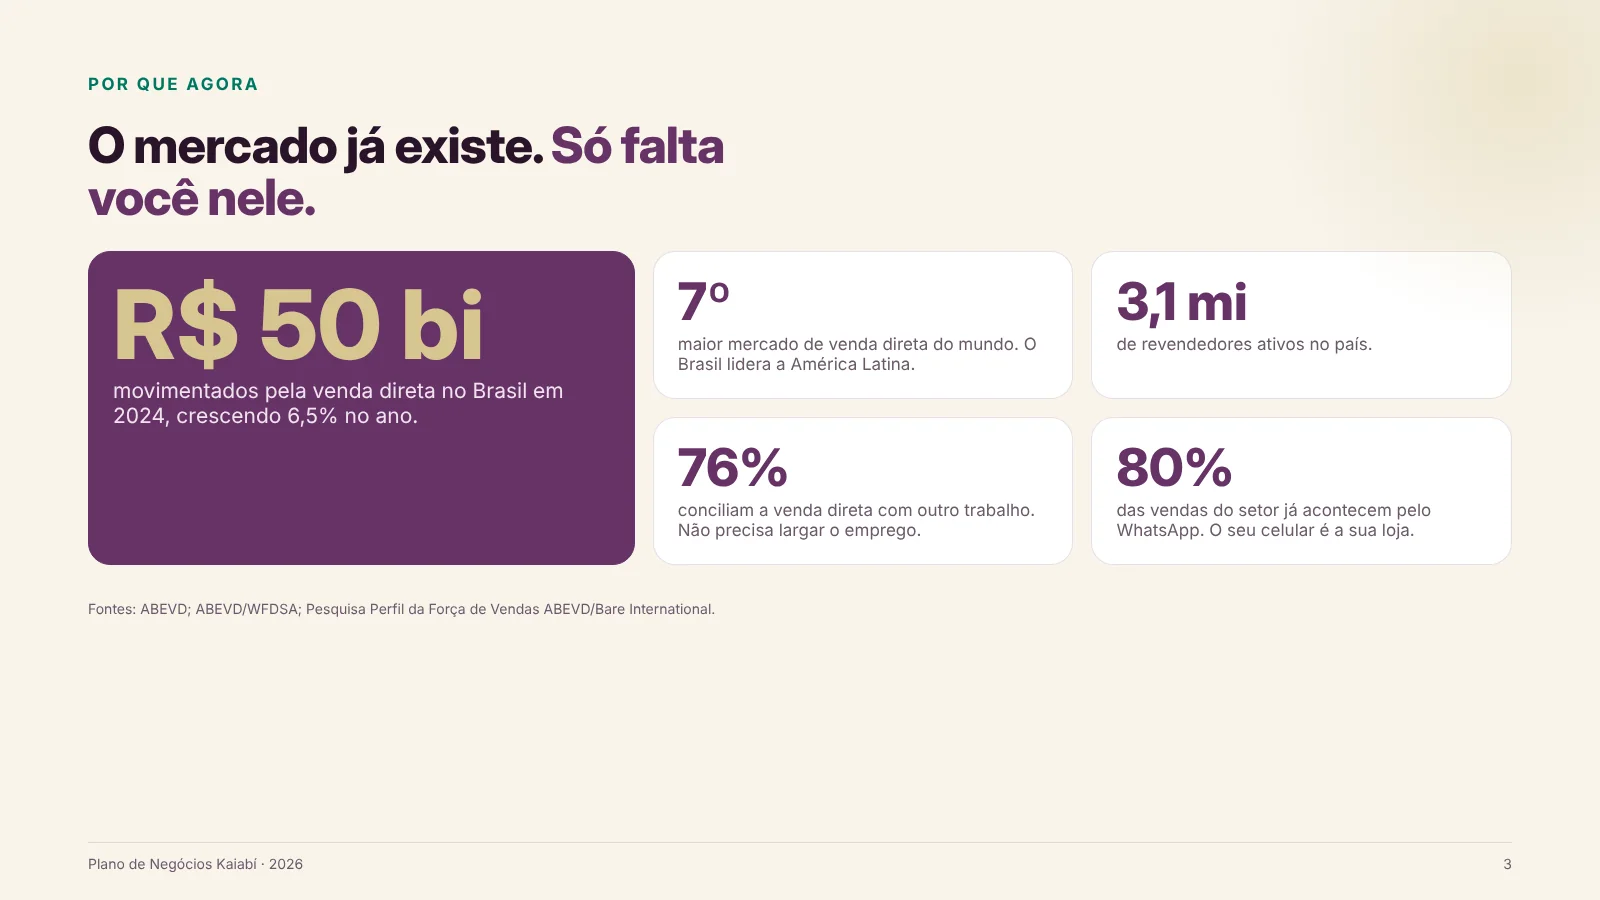 POR QUE AGORA
O mercado já existe. Só falta
você nele.
R$ 50 bi
movimentados pela venda direta no Brasil em
2024, crescendo 6,5% no ano.
7º
maior mercado de venda direta do mundo. O
Brasil lidera a América Latina.
3,1 mi
de revendedores ativos no país.
76%
conciliam a venda direta com outro trabalho.
Não precisa largar o emprego.
80%
das vendas do setor já acontecem pelo
WhatsApp. O seu celular é a sua loja.
Fontes: ABEVD; ABEVD/WFDSA; Pesquisa Perfil da Força de Vendas ABEVD/Bare International.
Plano de Negócios Kaiabí · 2026
3